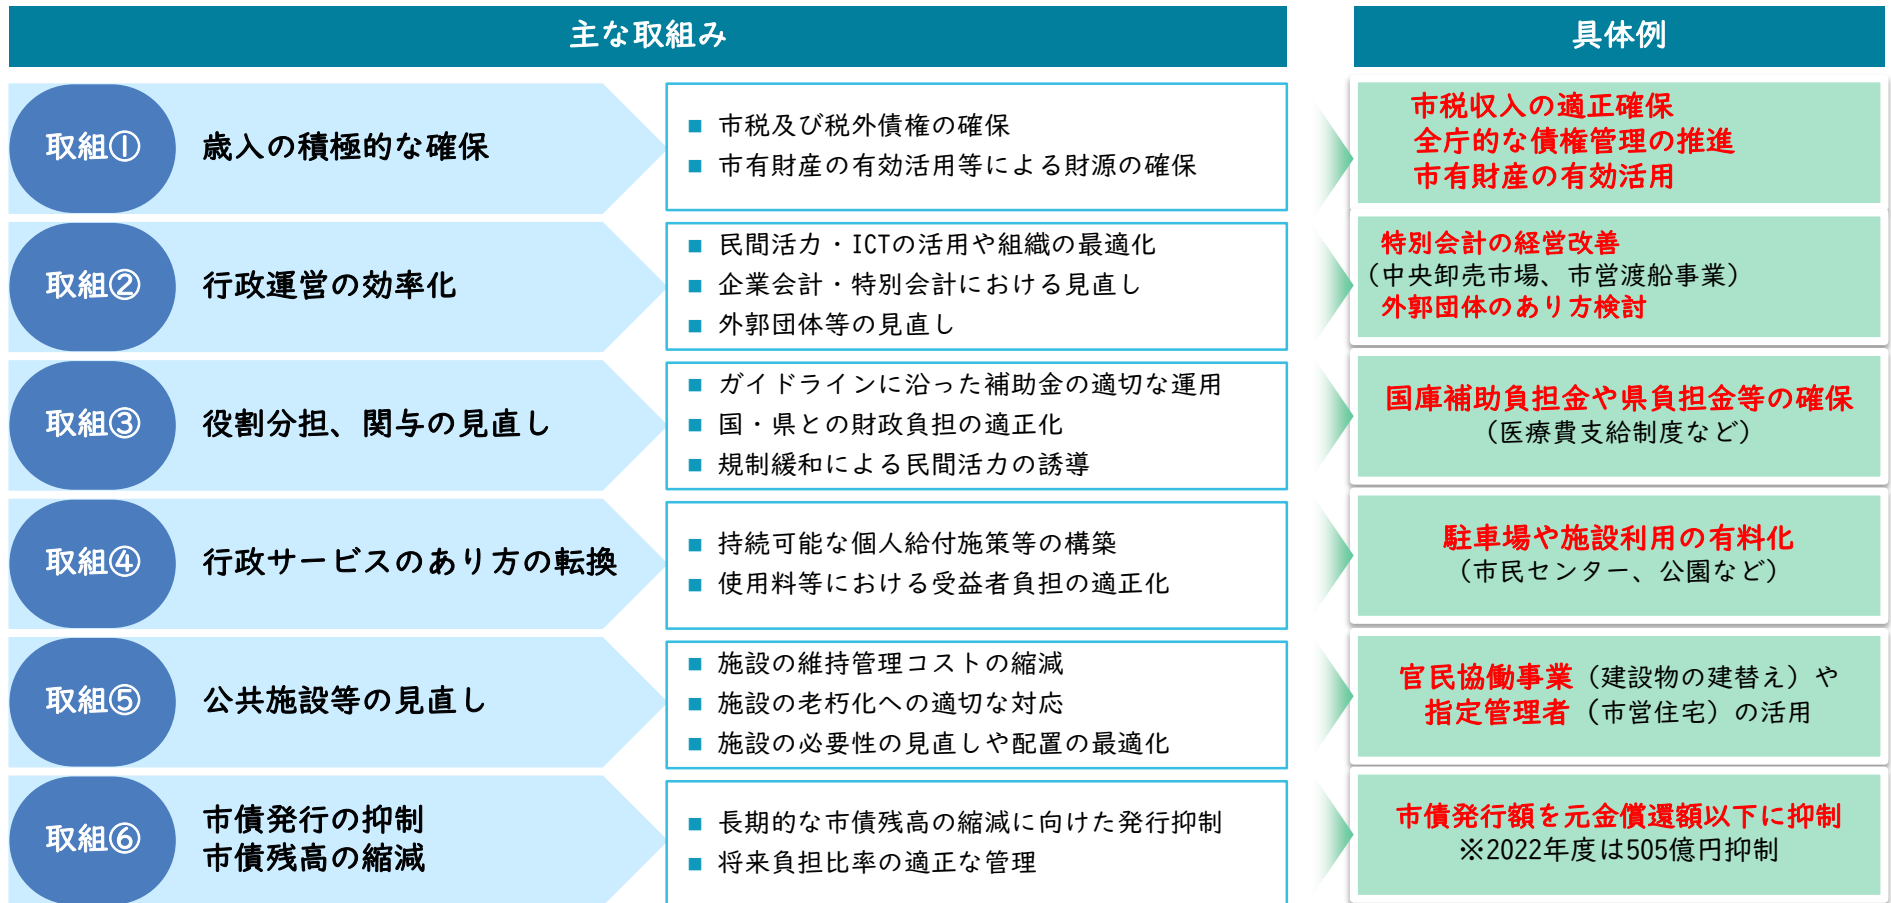 主な取組み
具体例
取組①
歳入の積極的な確保
■ 市税及び税外債権の確保
■ 市有財産の有効活用等による財源の確保
市税収入の適正確保
全庁的な債権管理の推進
市有財産の有効活用
取組②
行政運営の効率化
■ 民間活力・ICTの活用や組織の最適化
■ 企業会計・特別会計における見直し
■ 外郭団体等の見直し
特別会計の経営改善
（中央卸売市場、市営渡船事業）
外郭団体のあり方検討
取組③
役割分担、関与の見直し
■ ガイドラインに沿った補助金の適切な運用
■ 国・県との財政負担の適正化
■ 規制緩和による民間活力の誘導
国庫補助負担金や県負担金等の確保
（医療費支給制度など）
取組④
行政サービスのあり方の転換
■ 持続可能な個人給付施策等の構築
■ 使用料等における受益者負担の適正化
駐車場や施設利用の有料化
（市民センター、公園など）
取組⑤
公共施設等の見直し
■ 施設の維持管理コストの縮減
■ 施設の老朽化への適切な対応
■ 施設の必要性の見直しや配置の最適化
官民協働事業（建設物の建替え）や
指定管理者（市営住宅）の活用
取組⑥
市債発行の抑制
市債残高の縮減
■ 長期的な市債残高の縮減に向けた発行抑制
■ 将来負担比率の適正な管理
市債発行額を元金償還額以下に抑制
※2022年度は505億円抑制